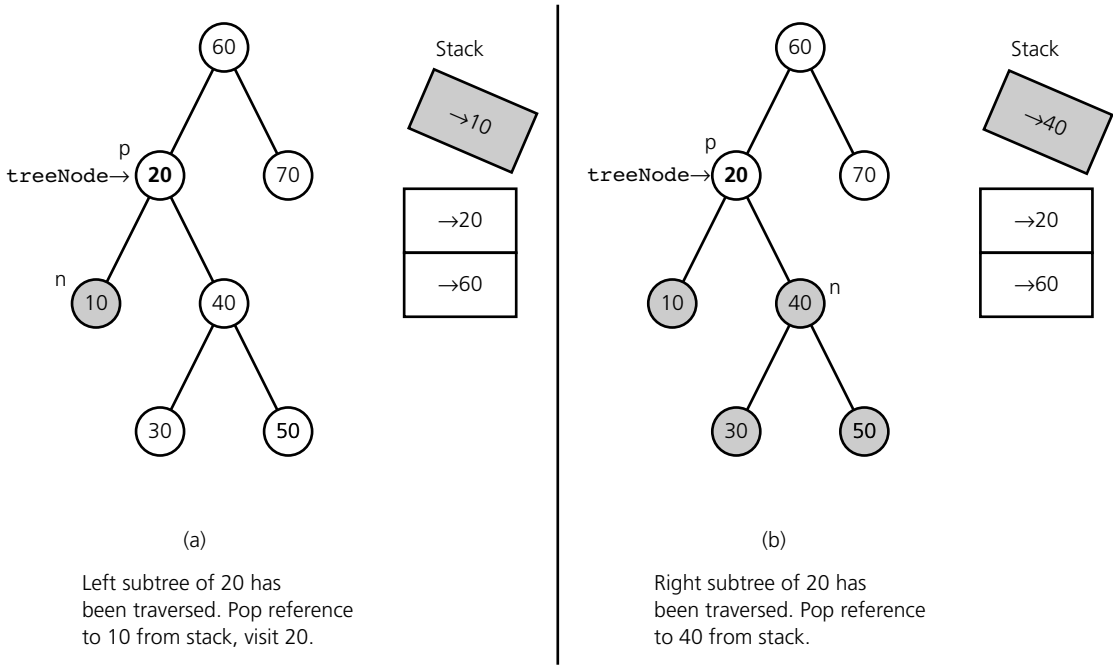 60
Stack
→10
p
treeNode→ 20
70
→20
→60
n
10
40
30
50
(a)
Left subtree of 20 has
been traversed. Pop reference
to 10 from stack, visit 20.
60
Stack
→40
p
treeNode→ 20
70
→20
→60
10
40
n
30
50
(b)
Right subtree of 20 has
been traversed. Pop reference
to 40 from stack.